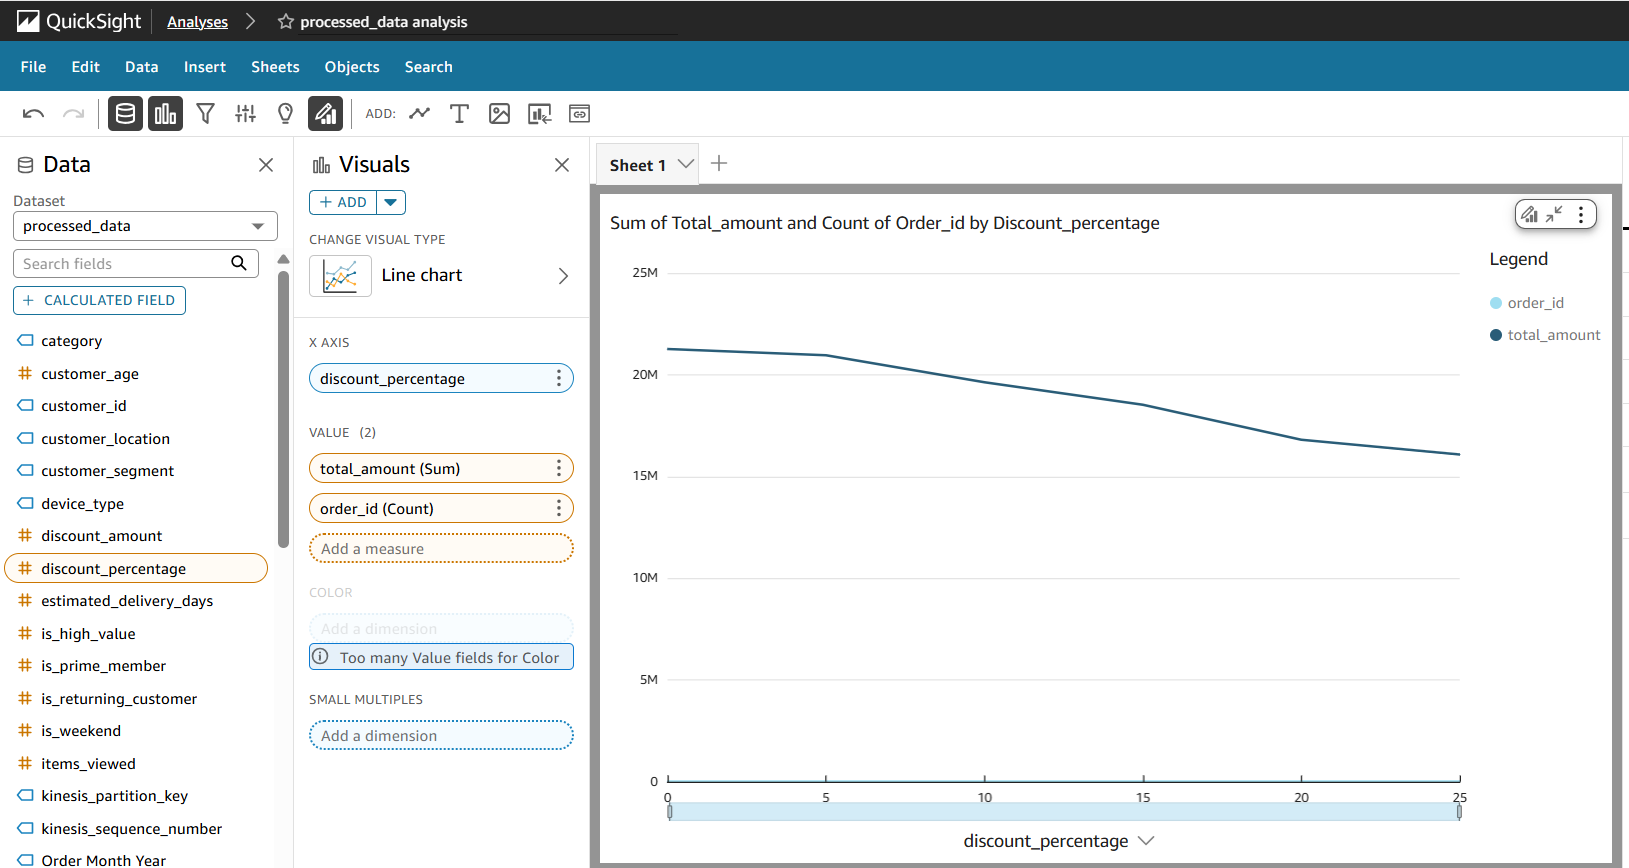 QuickSight Analyses processed_data analysis
File Edit Data Insert Sheets Objects Search
ADD:
Data
Dataset
processed_data
Search fields
CALCULATED FIELD
category
customer_age
customer_id
customer_location
customer_segment
device_type
discount_amount
discount_percentage
estimated_delivery_days
is_high_value
is_prime_member
is_returning_customer
is_weekend
items_viewed
kinesis_partition_key
kinesis_sequence_number
Order Month Year
Visuals
ADD
CHANGE VISUAL TYPE
Line chart
X AXIS
discount_percentage
VALUE (2)
total_amount (Sum)
order_id (Count)
Add a measure
COLOR
Add a dimension
Too many Value fields for Color
SMALL MULTIPLES
Add a dimension
Sheet 1
Sum of Total_amount and Count of Order_id by Discount_percentage
Legend
order_id
total_amount
25M
20M
15M
10M
5M
0
0 5 10 15 20 25
discount_percentage